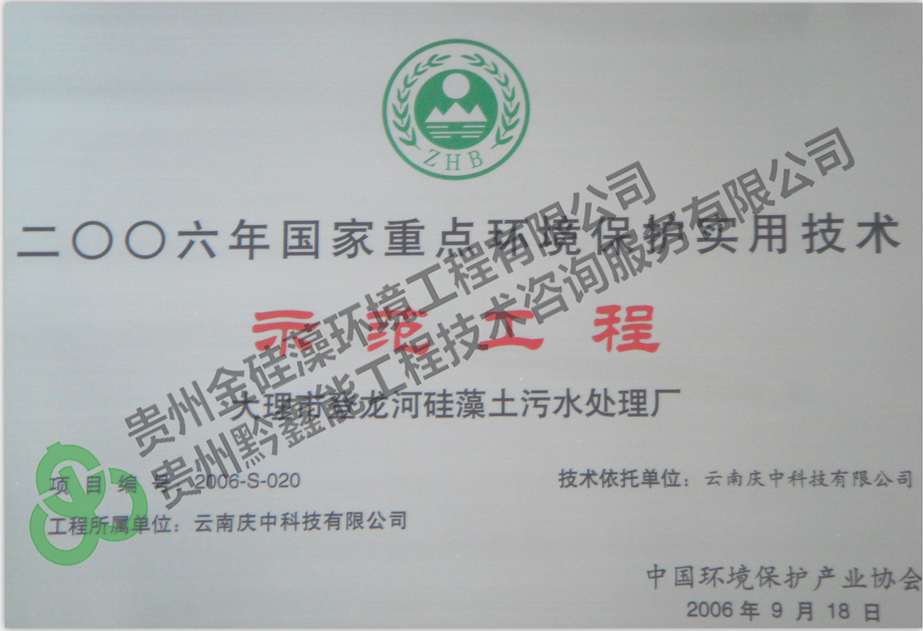 ZHB
二〇〇六年国家重点环境保护实用技术
示范工程
大理市登龙河硅藻土污水处理厂
项目编号 2006-S-020
技术依托单位：云南庆中科技有限公司
工程所属单位：云南庆中科技有限公司
中国环境保护产业协会
2006年9月18日
贵州金硅藻环境工程有限公司
贵州黔鑫能工程技术咨询服务有限公司